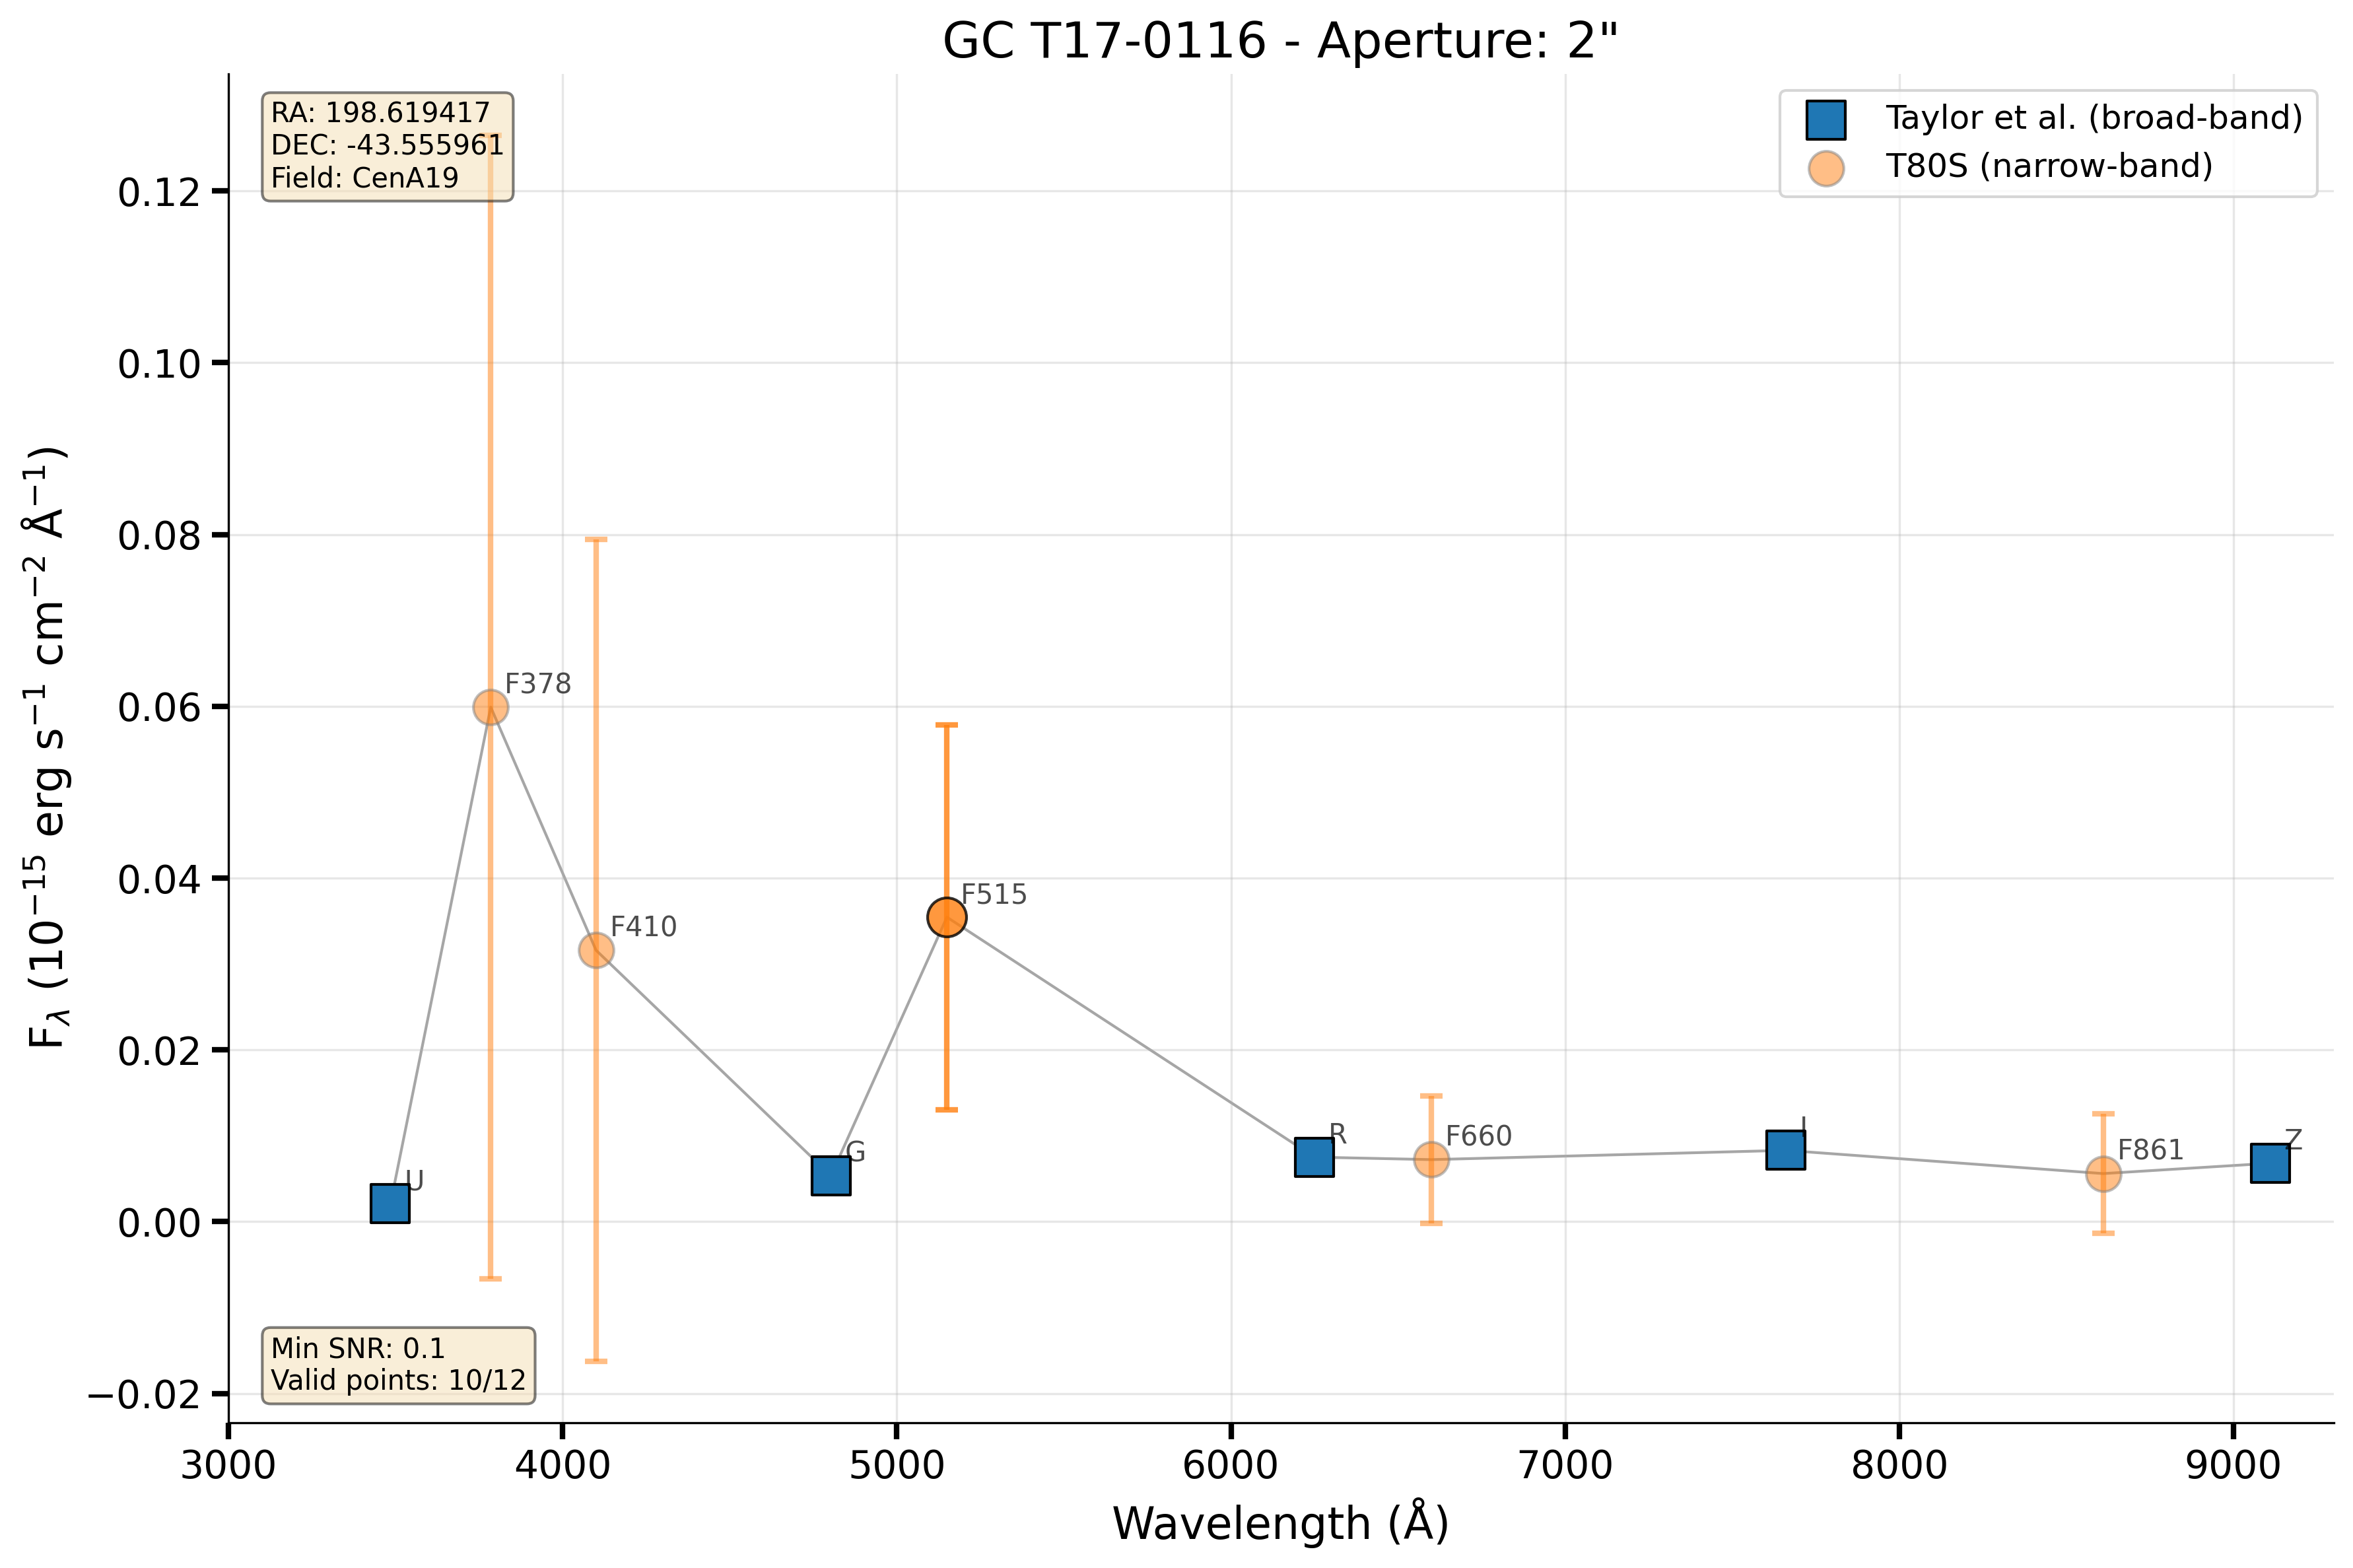 GC T17-0116 - Aperture: 2"
RA: 198.619417
DEC: -43.555961
Field: CenA19
Taylor et al. (broad-band)
T80S (narrow-band)
0.12
0.10
0.08
0.06
0.04
0.02
0.00
−0.02
F378
F410
F515
U
G
R
F660
I
F861
Z
Min SNR: 0.1
Valid points: 10/12
3000
4000
5000
6000
7000
8000
9000
Wavelength (Å)
Fλ (10⁻¹⁵ erg s⁻¹ cm⁻² Å⁻¹)